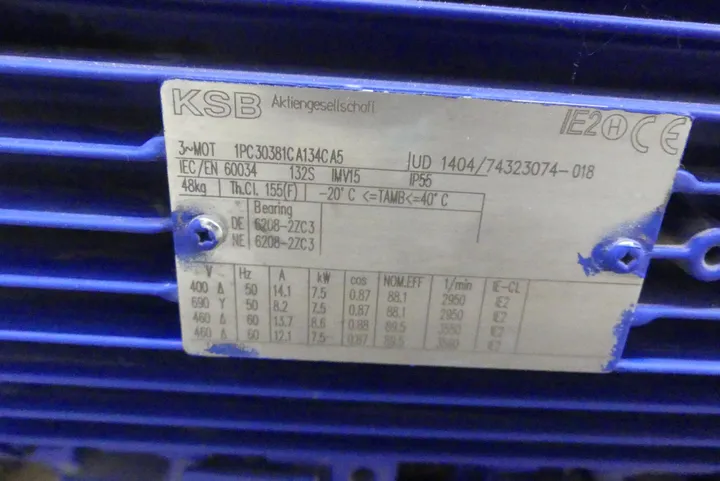 KSB Aktiengesellschaft IE2 H CE
3~MOT 1PC30381CA134CA5 IUD 1404/74323074-018
IEC/EN 60034 132S IMV15 IP55
48kg Th.Cl. 155(F) -20° C <=TAMB<=40° C
Bearing
DE 6208-2ZC3
NE 6208-2ZC3
V Hz A kW cos NOM.EFF 1/min IE-CL
400 Δ 50 14.1 7.5 0.87 88.1 2950 IE2
690 Y 50 8.2 7.5 0.87 88.1 2950 IE2
460 Δ 60 13.7 8.6 0.88 89.5 IE2
460 Δ 60 12.1 7.5 0.87 89.5 IE2